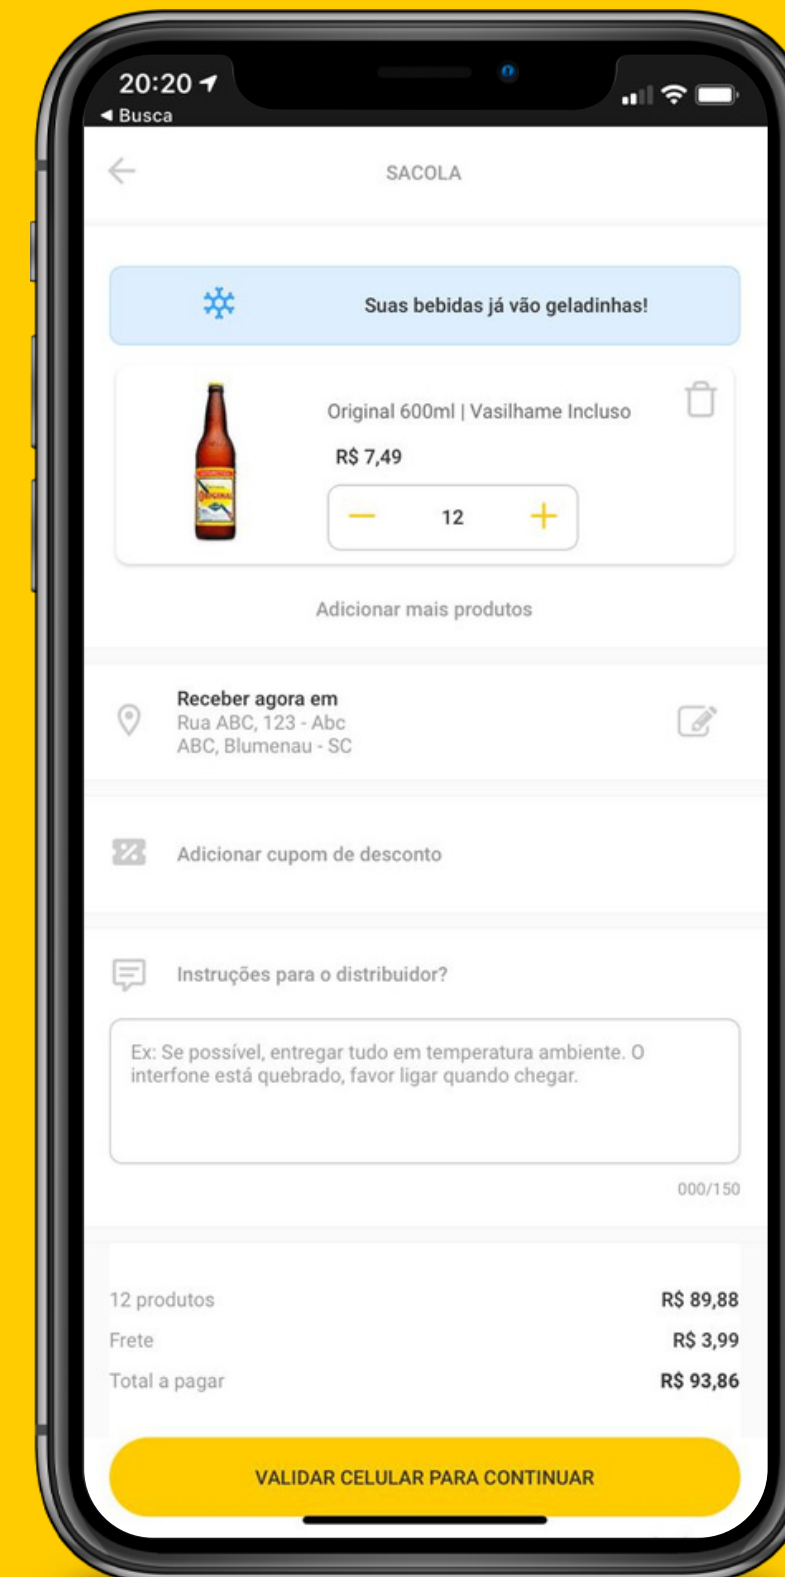 20:20
◀ Busca
SACOLA
Suas bebidas já vão geladinhas!
Original 600ml | Vasilhame Incluso
R$ 7,49
ORIGINAL
12
Adicionar mais produtos
Receber agora em
Rua ABC, 123 - Abc
ABC, Blumenau - SC
Adicionar cupom de desconto
Instruções para o distribuidor?
Ex: Se possível, entregar tudo em temperatura ambiente. O
interfone está quebrado, favor ligar quando chegar.
000/150
12 produtos R$ 89,88
Frete R$ 3,99
Total a pagar R$ 93,86
VALIDAR CELULAR PARA CONTINUAR